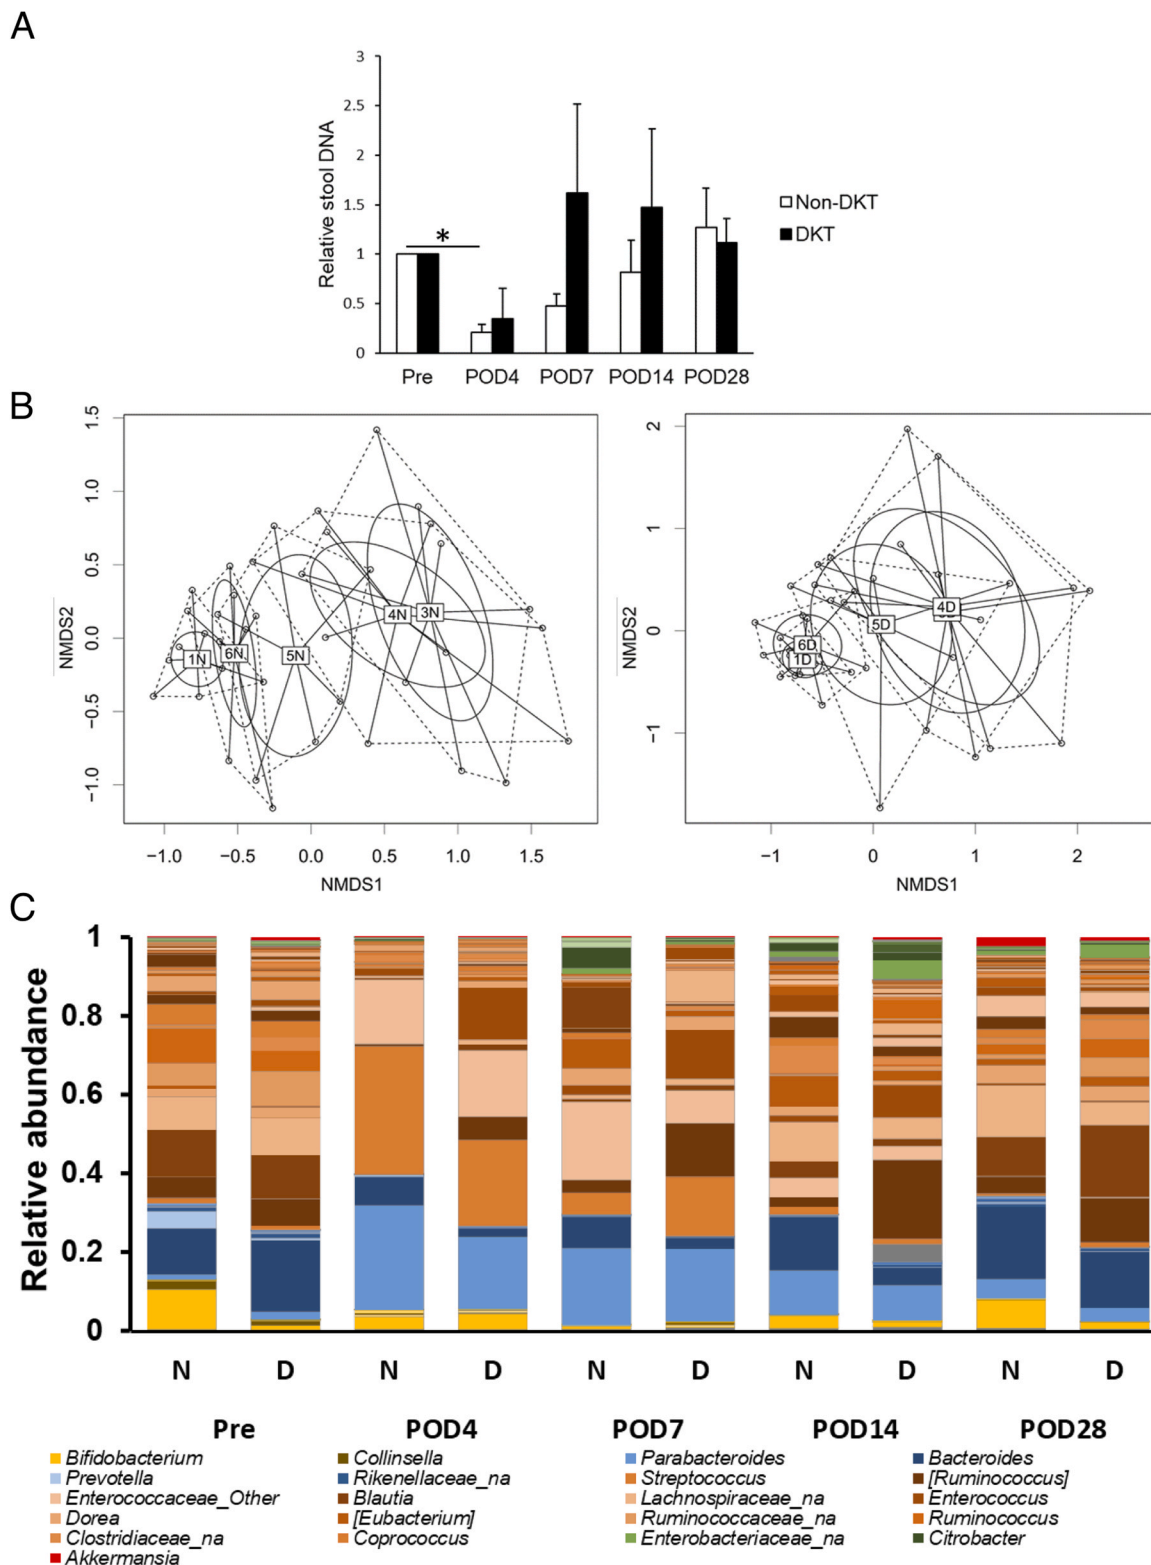 A
3
2.5
2
1.5
1
0.5
0
Relative stool DNA
*
Non-DKT
DKT
Pre POD4 POD7 POD14 POD28
B
1.5
1.0
0.5
0.0
−0.5
−1.0
NMDS2
1N 6N 5N 4N 3N
−1.0 −0.5 0.0 0.5 1.0 1.5
NMDS1
2
1
0
−1
NMDS2
4D
5D
6D
1D
−1 0 1 2
NMDS1
C
1
0.8
0.6
0.4
0.2
0
Relative abundance
N D N D N D N D N D
Pre POD4 POD7 POD14 POD28
Bifidobacterium Collinsella Parabacteroides Bacteroides
Prevotella Rikenellaceae_na Streptococcus [Ruminococcus]
Enterococcaceae_Other Blautia Lachnospiraceae_na Enterococcus
Dorea [Eubacterium] Ruminococcaceae_na Ruminococcus
Clostridiaceae_na Coprococcus Enterobacteriaceae_na Citrobacter
Akkermansia